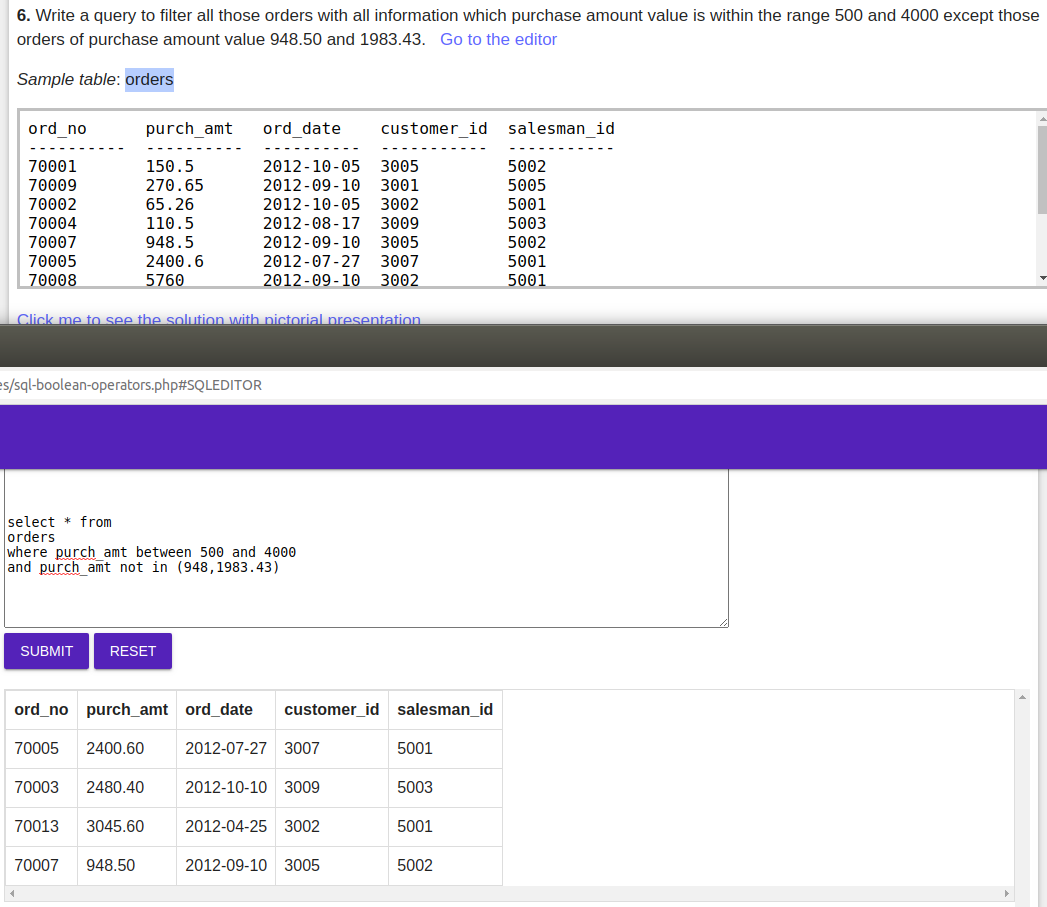 6. Write a query to filter all those orders with all information which purchase amount value is within the range 500 and 4000 except those
orders of purchase amount value 948.50 and 1983.43. Go to the editor
Sample table: orders
ord_no purch_amt ord_date customer_id salesman_id
---------- ---------- ---------- ----------- -----------
70001 150.5 2012-10-05 3005 5002
70009 270.65 2012-09-10 3001 5005
70002 65.26 2012-10-05 3002 5001
70004 110.5 2012-08-17 3009 5003
70007 948.5 2012-09-10 3005 5002
70005 2400.6 2012-07-27 3007 5001
70008 5760 2012-09-10 3002 5001
Click me to see the solution with pictorial presentation
es/sql-boolean-operators.php#SQLEDITOR
select * from
orders
where purch_amt between 500 and 4000
and purch_amt not in (948,1983.43)
SUBMIT RESET
ord_no purch_amt ord_date customer_id salesman_id
70005 2400.60 2012-07-27 3007 5001
70003 2480.40 2012-10-10 3009 5003
70013 3045.60 2012-04-25 3002 5001
70007 948.50 2012-09-10 3005 5002